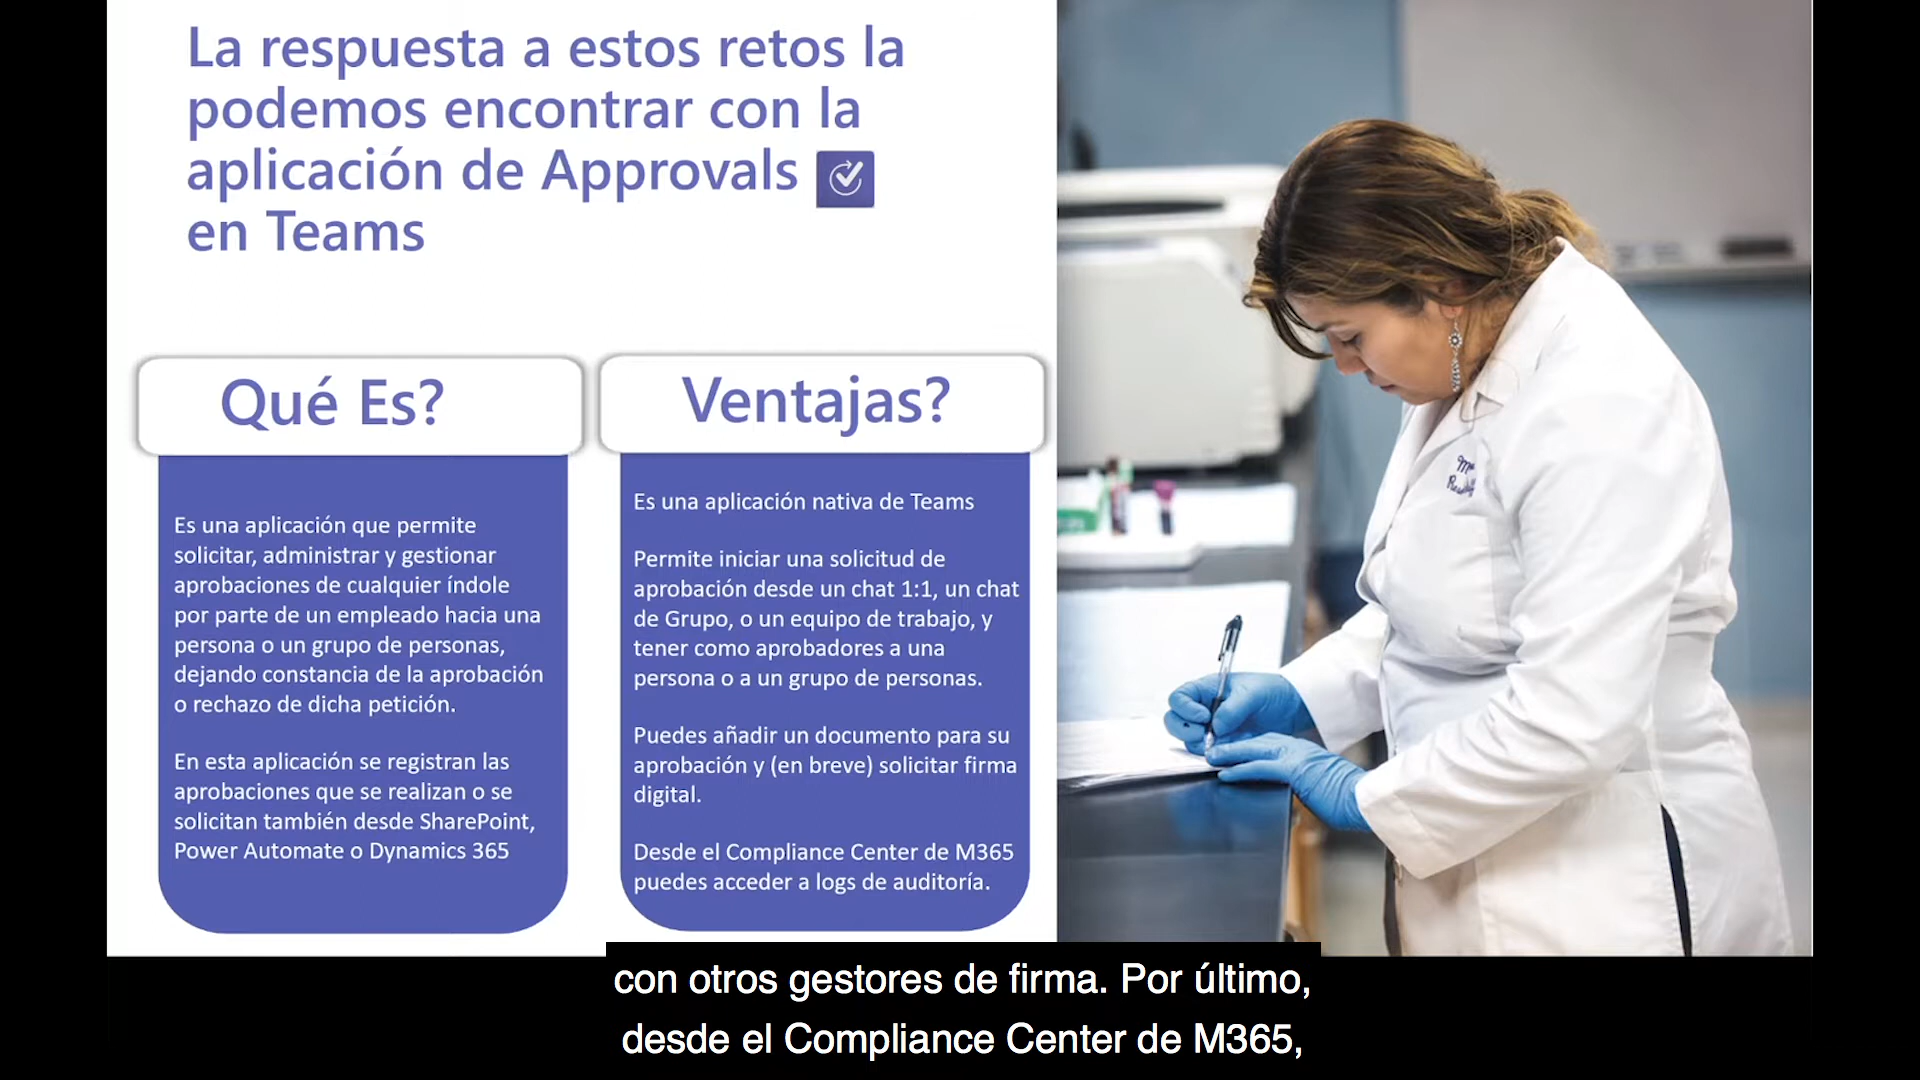 La respuesta a estos retos la
podemos encontrar con la
aplicación de Approvals
en Teams
Qué Es?
Es una aplicación que permite
solicitar, administrar y gestionar
aprobaciones de cualquier índole
por parte de un empleado hacia una
persona o un grupo de personas,
dejando constancia de la aprobación
o rechazo de dicha petición.
En esta aplicación se registran las
aprobaciones que se realizan o se
solicitan también desde SharePoint,
Power Automate o Dynamics 365
Ventajas?
Es una aplicación nativa de Teams
Permite iniciar una solicitud de
aprobación desde un chat 1:1, un chat
de Grupo, o un equipo de trabajo, y
tener como aprobadores a una
persona o a un grupo de personas.
Puedes añadir un documento para su
aprobación y (en breve) solicitar firma
digital.
Desde el Compliance Center de M365
puedes acceder a logs de auditoría.
con otros gestores de firma. Por último,
desde el Compliance Center de M365,